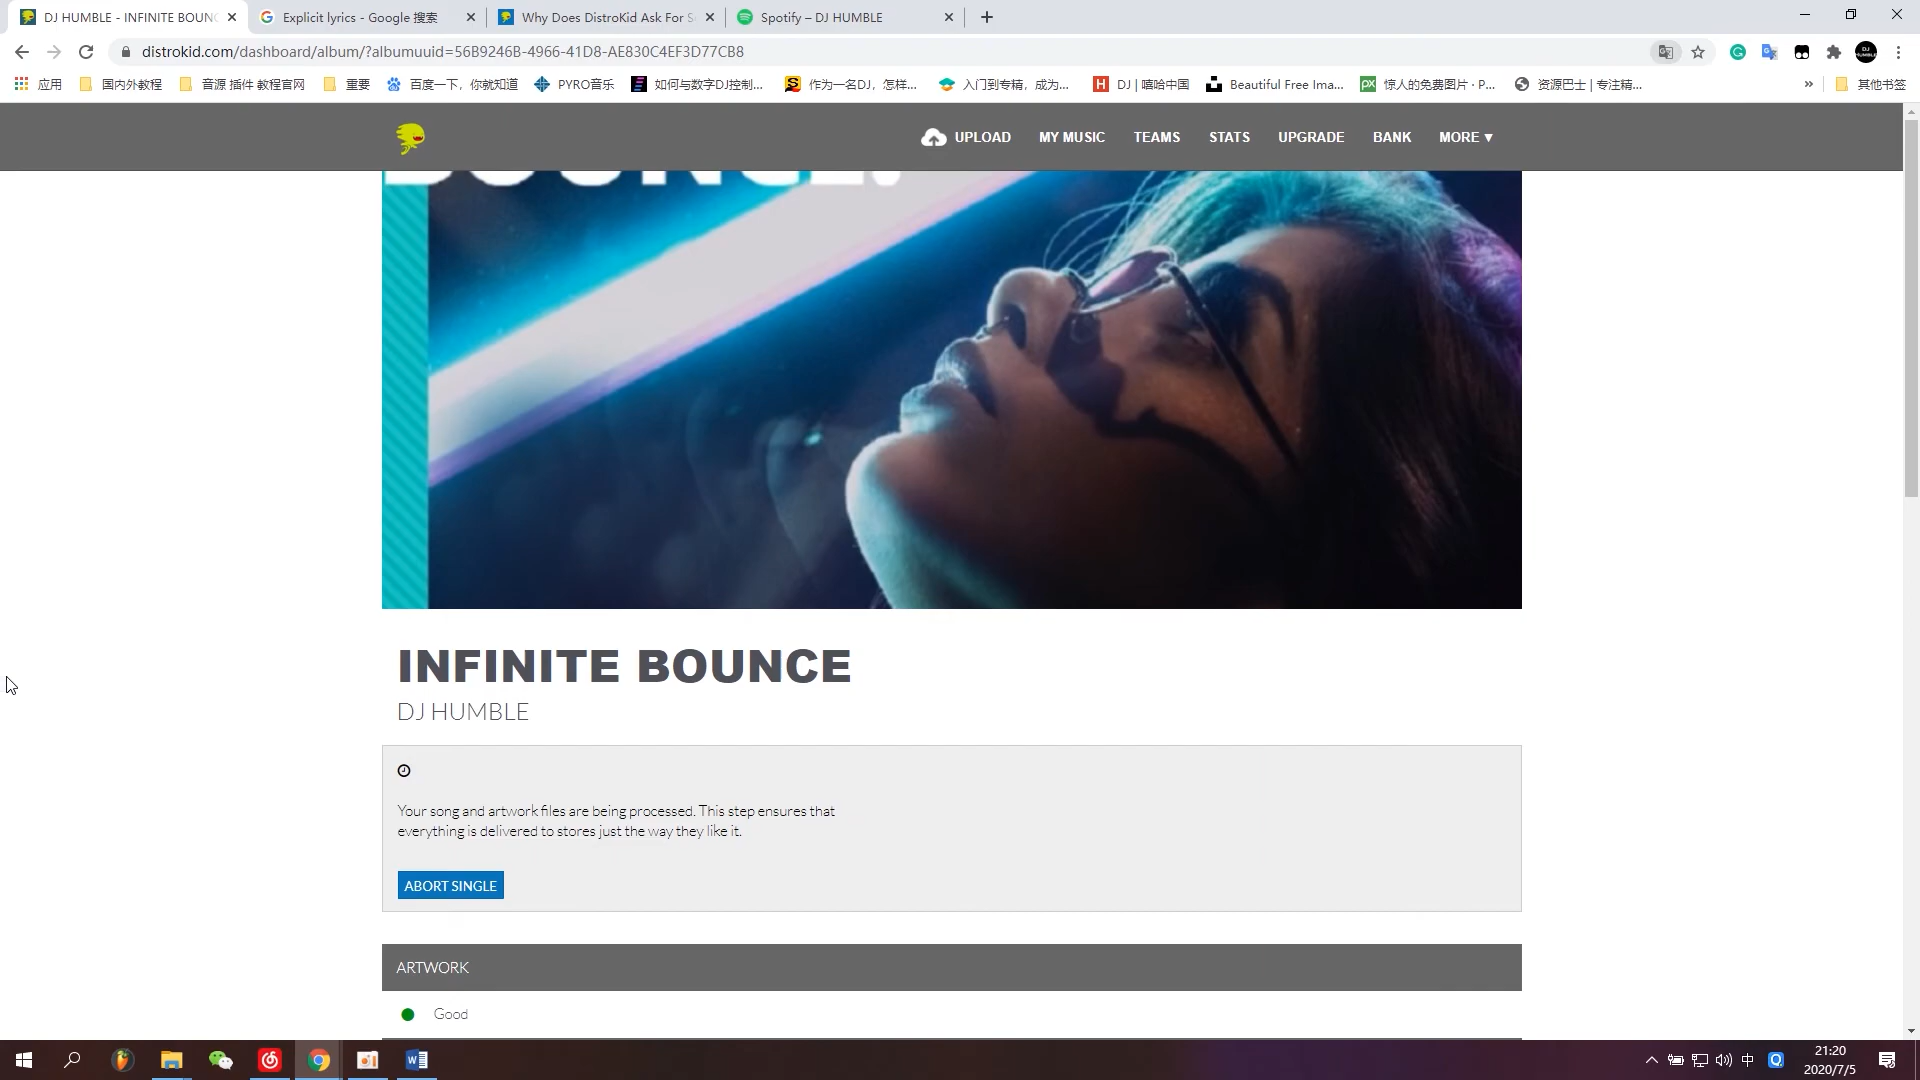 DJ HUMBLE - INFINITE BOUNC
Explicit lyrics - Google 搜索
Why Does DistroKid Ask For S
Spotify – DJ HUMBLE
distrokid.com/dashboard/album/?albumuuid=56B9246B-4966-41D8-AE830C4EF3D77CB8
应用 国内外教程 音源 插件 教程官网 重要 百度一下，你就知道 PYRO音乐 如何与数字DJ控制... 作为一名DJ，怎样... 入门到专精，成为... DJ | 嘻哈中国 Beautiful Free Ima... 惊人的免费图片 · P... 资源巴士 | 专注精... » 其他书签
UPLOAD MY MUSIC TEAMS STATS UPGRADE BANK MORE ▼
INFINITE BOUNCE
DJ HUMBLE
Your song and artwork files are being processed. This step ensures that
everything is delivered to stores just the way they like it.
ABORT SINGLE
ARTWORK
Good
中
21:20
2020/7/5